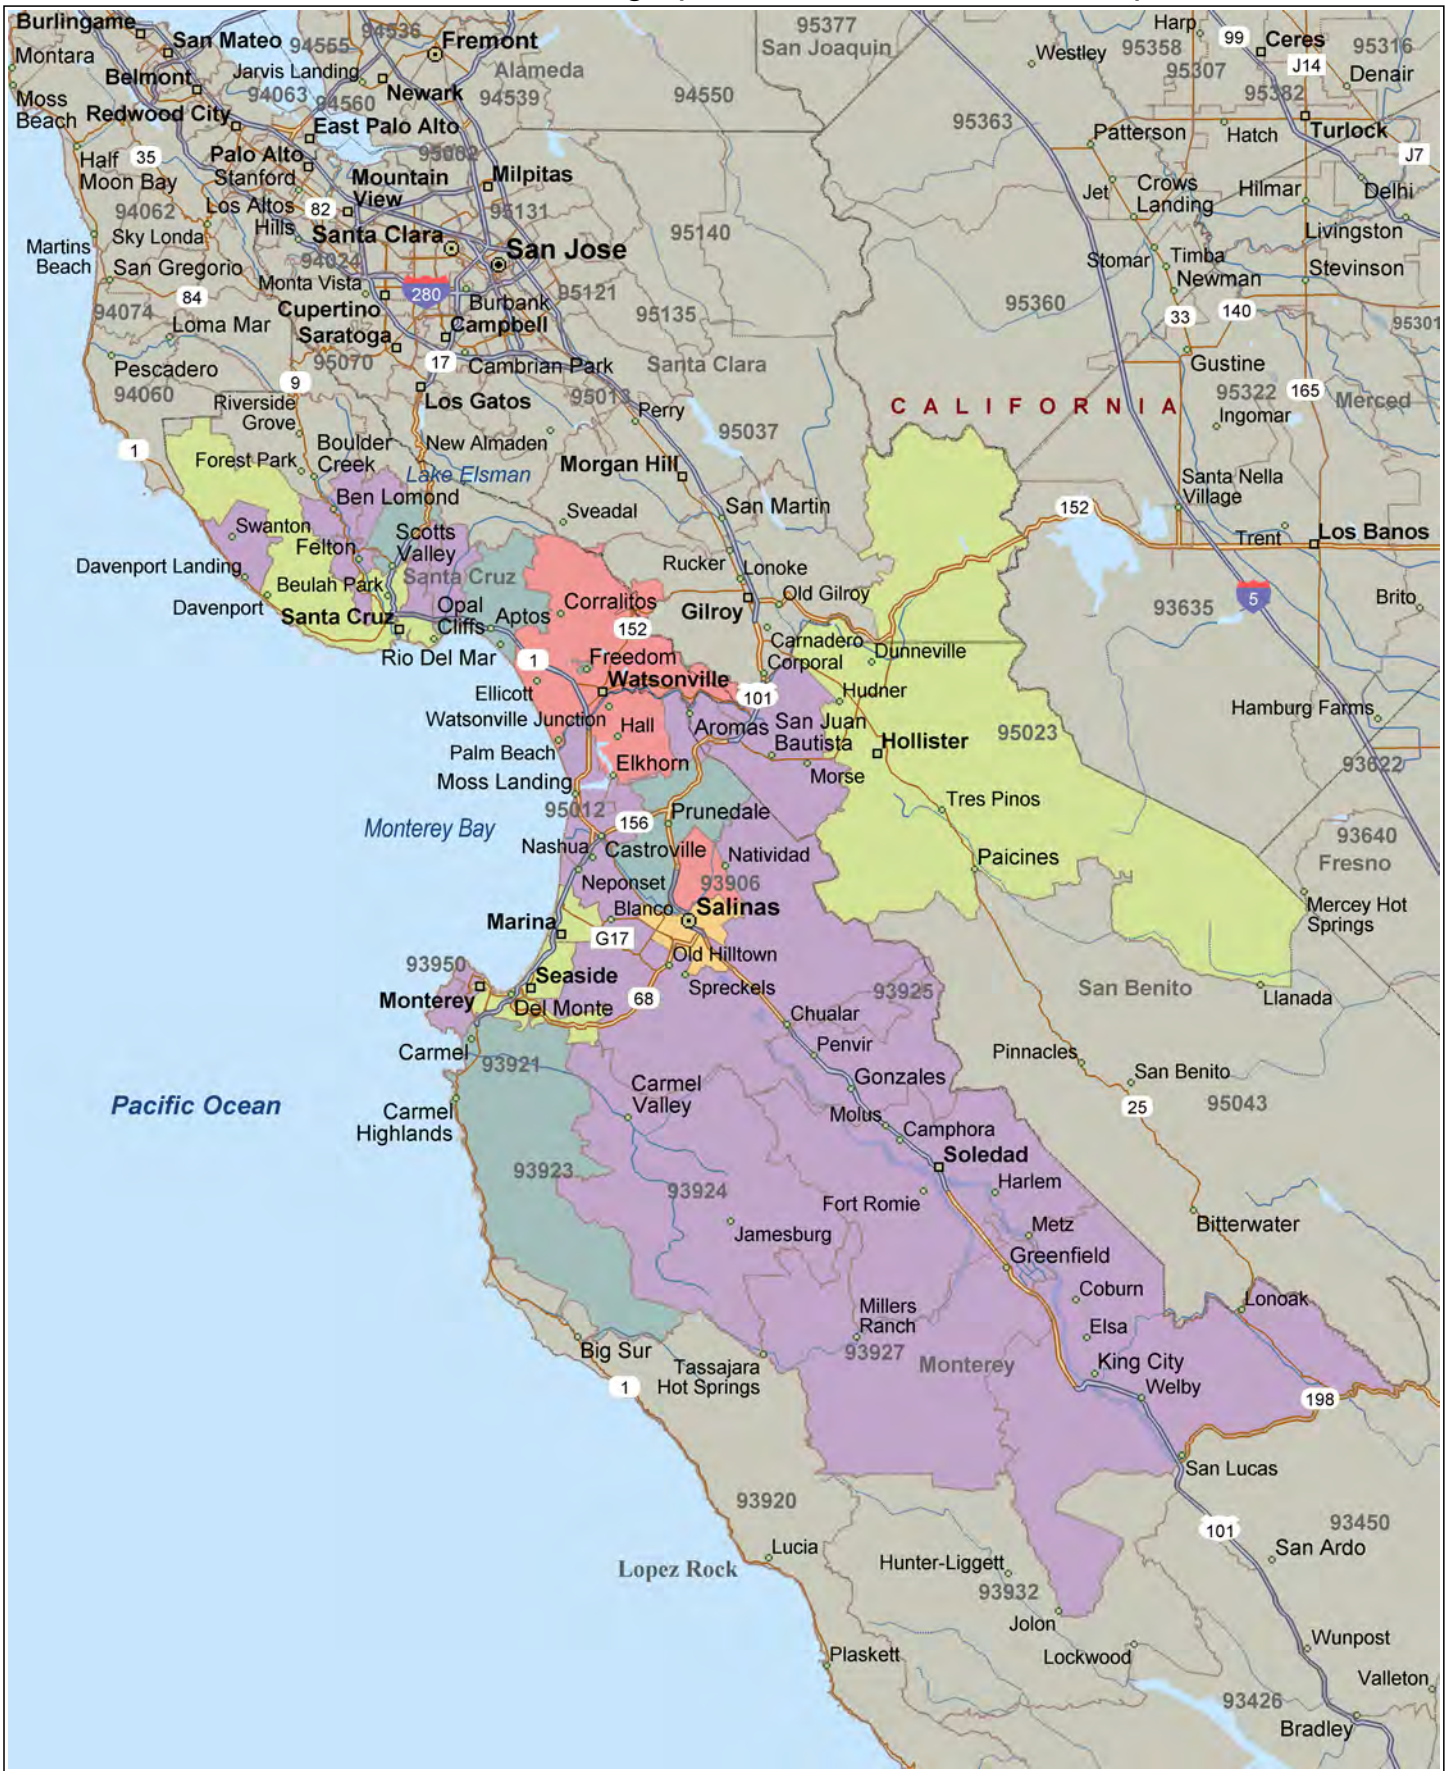 Burlingame
San Mateo
94555
94536
Fremont
95377
San Joaquin
Harp
99
Ceres
95316
Montara
Belmont
Jarvis Landing
Alameda
Westley
95358
95307
J14
Denair
Moss
Beach
Redwood City
94063
94560
Newark
94539
94550
95382
East Palo Alto
95363
Patterson
Hatch
Turlock
J7
Half
Moon Bay
35
Palo Alto
Stanford
95002
Mountain
View
Milpitas
Jet
Crows
Landing
Hilmar
Delhi
94062
Los Altos
Hills
82
95131
Sky Londa
Santa Clara
San Jose
95140
Livingston
Martins
Beach
San Gregorio
94024
Monta Vista
280
Burbank
95121
Stomar
Timba
Newman
Stevinson
84
94074
Cupertino
Campbell
95135
95360
33
140
95301
Loma Mar
Saratoga
95070
17
Cambrian Park
Santa Clara
Gustine
Pescadero
94060
9
Los Gatos
95013
Perry
CALIFORNIA
95322
165
Merced
Riverside
Grove
Ingomar
1
Boulder
Creek
New Almaden
95037
Forest Park
Lake Elsman
Morgan Hill
Santa Nella
Village
Ben Lomond
San Martin
152
Swanton
Scotts
Valley
Sveadal
Trent
Los Banos
Felton
Davenport Landing
Santa Cruz
Rucker
Lonoke
Beulah Park
Old Gilroy
5
Brito
Davenport
Santa Cruz
Opal
Cliffs
Aptos
Corralitos
Gilroy
93635
152
Carnadero
Rio Del Mar
1
Freedom
Corporal
Dunneville
Ellicott
Watsonville
101
Hudner
Watsonville Junction
Hall
Aromas
San Juan
Bautista
Hollister
95023
Hamburg Farms
Palm Beach
Elkhorn
Morse
93622
Moss Landing
95012
Tres Pinos
Monterey Bay
156
Prunedale
93640
Fresno
Nashua
Castroville
Natividad
Paicines
Neponset
93906
Mercey Hot
Springs
Marina
Blanco
Salinas
G17
93950
Seaside
Old Hilltown
Monterey
Del Monte
68
Spreckels
93925
San Benito
Llanada
Chualar
Carmel
93921
Penvir
Pinnacles
San Benito
Pacific Ocean
Carmel
Valley
Gonzales
95043
Carmel
Highlands
Molus
Camphora
25
93923
93924
Soledad
Fort Romie
Harlem
Jamesburg
Metz
Bitterwater
Greenfield
Coburn
Lonoak
Millers
Ranch
Elsa
Big Sur
93927
Monterey
Tassajara
Hot Springs
King City
1
Welby
198
San Lucas
93920
101
93450
Lopez Rock
Lucia
Hunter-Liggett
93932
San Ardo
Jolon
Plaskett
Lockwood
Wunpost
Valleton
93426
Bradley